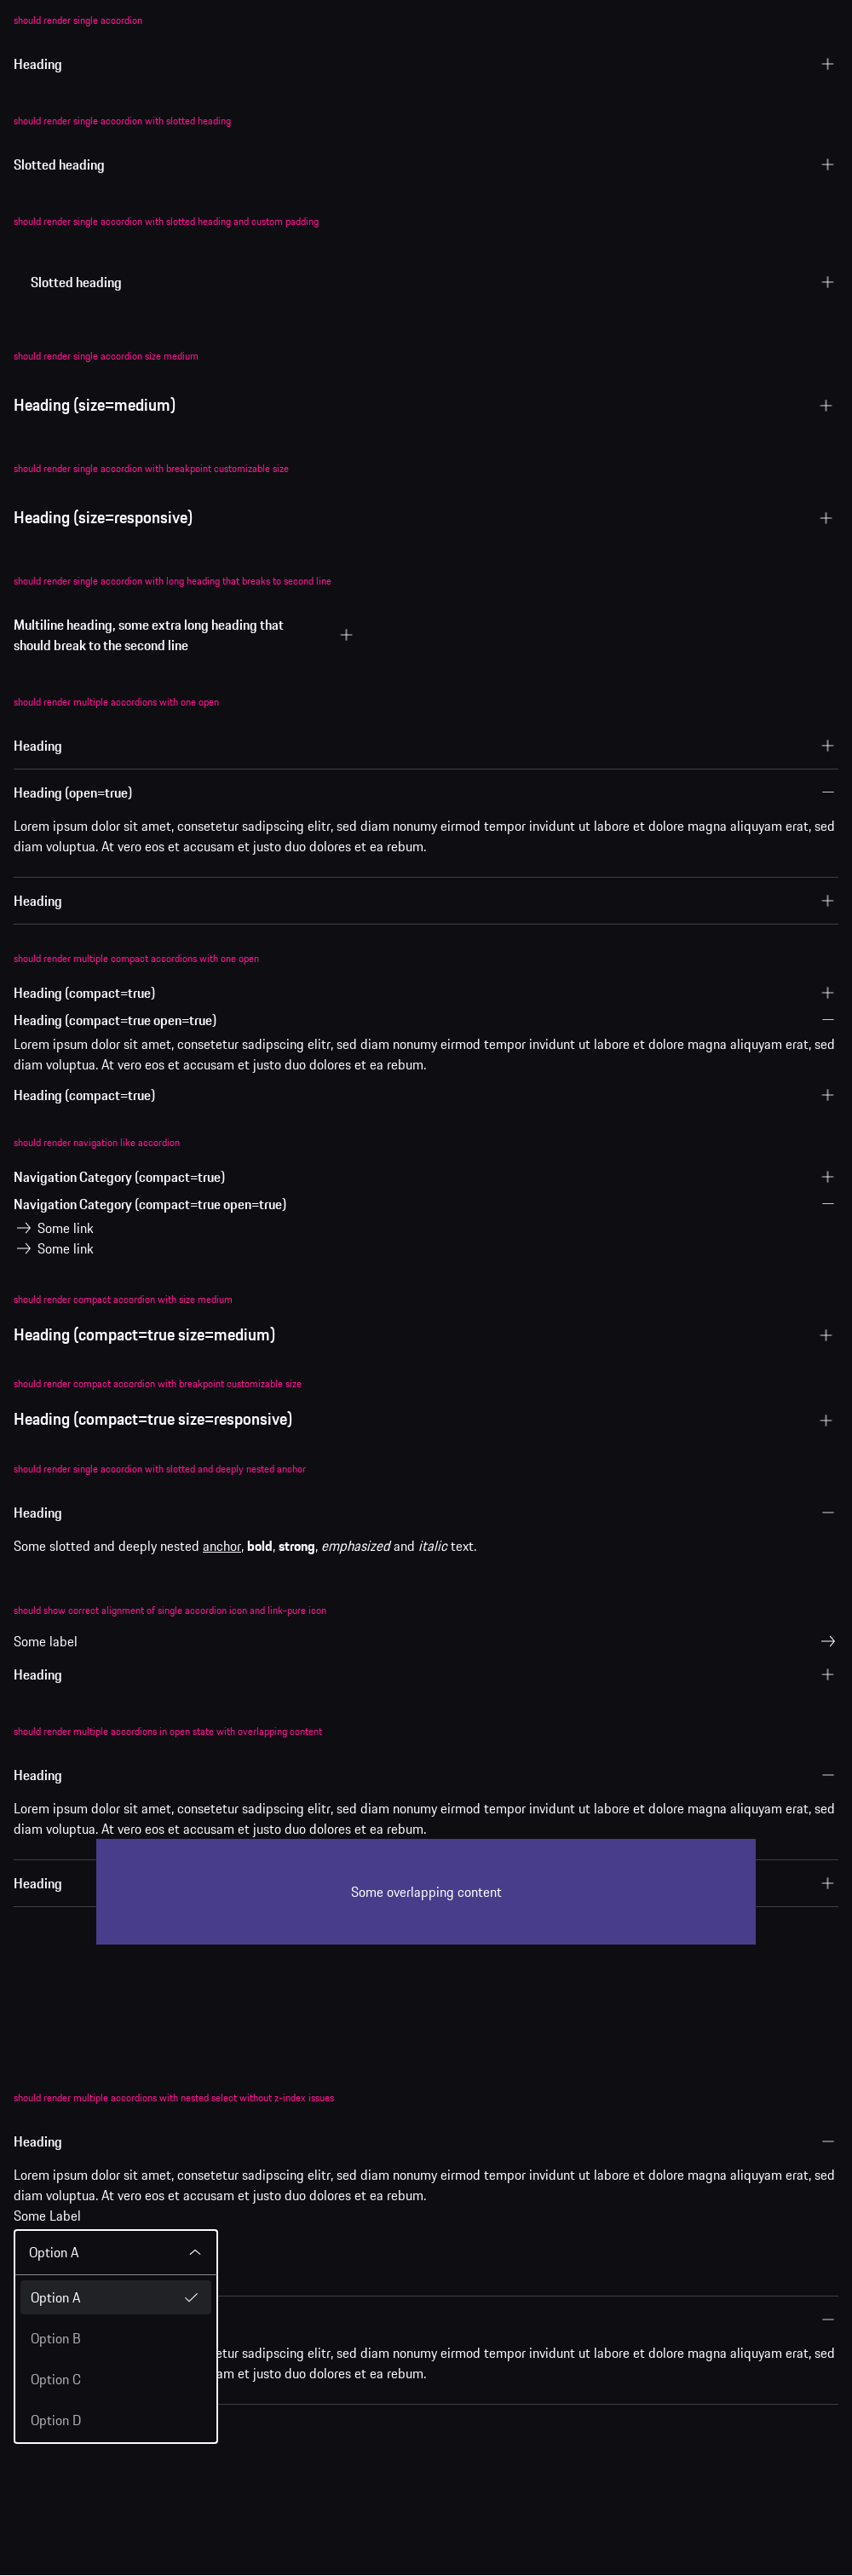 should render single accordion
Heading
should render single accordion with slotted heading
Slotted heading
should render single accordion with slotted heading and custom padding
Slotted heading
should render single accordion size medium
Heading (size=medium)
should render single accordion with breakpoint customizable size
Heading (size=responsive)
should render single accordion with long heading that breaks to second line
Multiline heading, some extra long heading that
should break to the second line
should render multiple accordions with one open
Heading
Heading (open=true)
Lorem ipsum dolor sit amet, consetetur sadipscing elitr, sed diam nonumy eirmod tempor invidunt ut labore et dolore magna aliquyam erat, sed
diam voluptua. At vero eos et accusam et justo duo dolores et ea rebum.
Heading
should render multiple compact accordions with one open
Heading (compact=true)
Heading (compact=true open=true)
Lorem ipsum dolor sit amet, consetetur sadipscing elitr, sed diam nonumy eirmod tempor invidunt ut labore et dolore magna aliquyam erat, sed
diam voluptua. At vero eos et accusam et justo duo dolores et ea rebum.
Heading (compact=true)
should render navigation like accordion
Navigation Category (compact=true)
Navigation Category (compact=true open=true)
Some link
Some link
should render compact accordion with size medium
Heading (compact=true size=medium)
should render compact accordion with breakpoint customizable size
Heading (compact=true size=responsive)
should render single accordion with slotted and deeply nested anchor
Heading
Some slotted and deeply nested anchor, bold, strong, emphasized and italic text.
should show correct alignment of single accordion icon and link-pure icon
Some label
Heading
should render multiple accordions in open state with overlapping content
Heading
Lorem ipsum dolor sit amet, consetetur sadipscing elitr, sed diam nonumy eirmod tempor invidunt ut labore et dolore magna aliquyam erat, sed
diam voluptua. At vero eos et accusam et justo duo dolores et ea rebum.
Heading
Some overlapping content
should render multiple accordions with nested select without z-index issues
Heading
Lorem ipsum dolor sit amet, consetetur sadipscing elitr, sed diam nonumy eirmod tempor invidunt ut labore et dolore magna aliquyam erat, sed
diam voluptua. At vero eos et accusam et justo duo dolores et ea rebum.
Some Label
Option A
Option A
Option B
sadipscing elitr, sed diam nonumy eirmod tempor invidunt ut labore et dolore magna aliquyam erat, sed
et justo duo dolores et ea rebum.
Option C
Option D